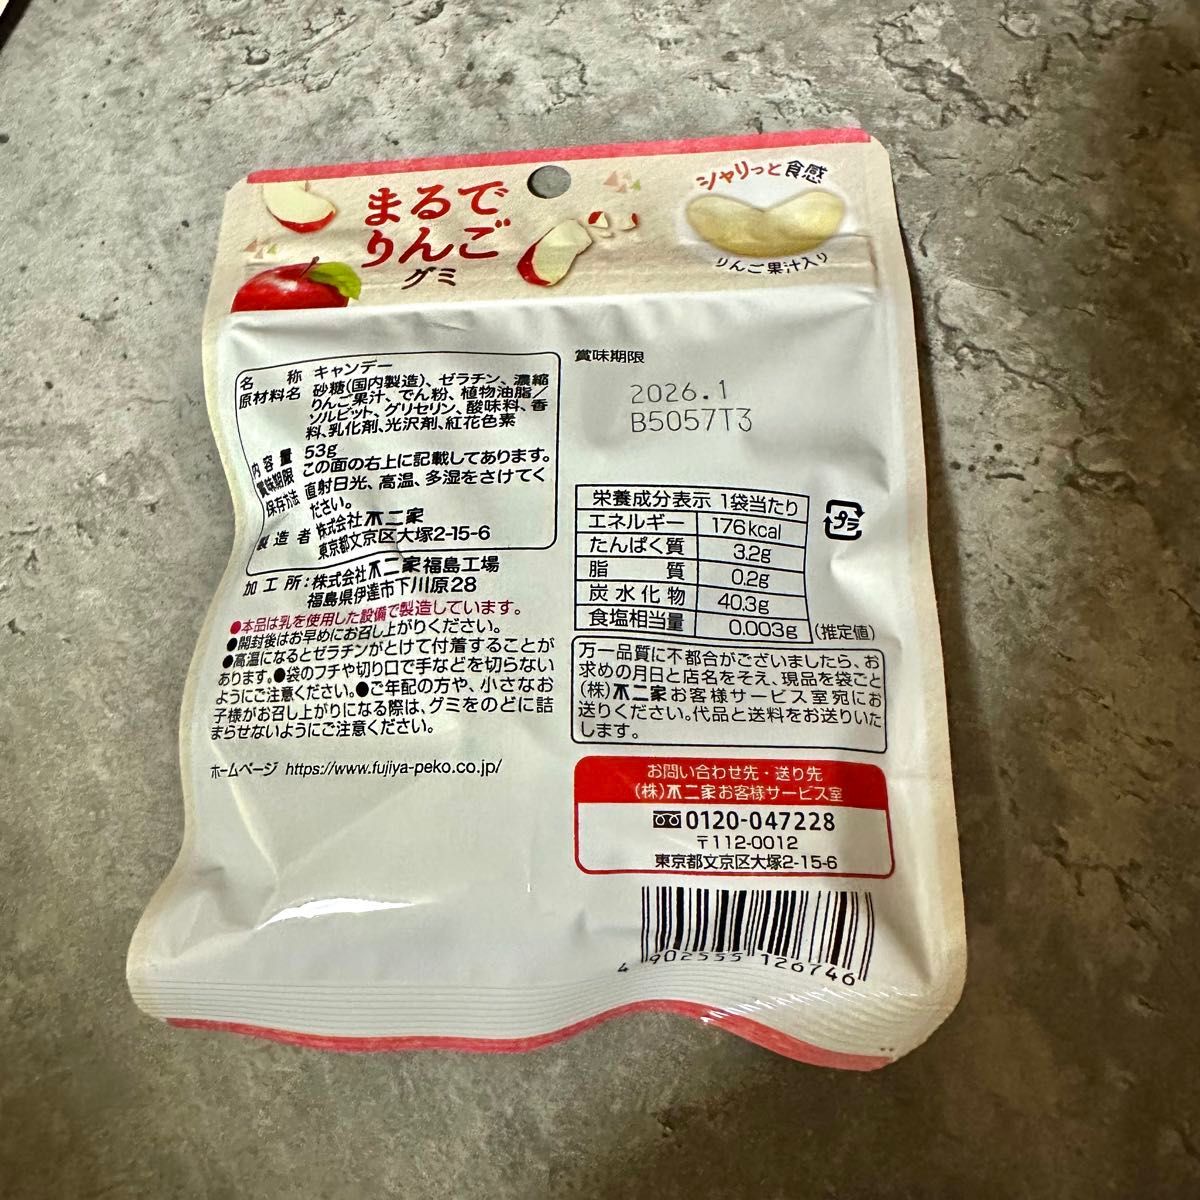 まるで
りんご
グミ
シャリっと食感
りんご果汁入り
名称 キャンデー
原材料名 砂糖(国内製造)、ゼラチン、濃縮
りんご果汁、でん粉、植物油脂/
ソルビット、グリセリン、酸味料、香
料、乳化剤、光沢剤、紅花色素
内容量 53g
賞味期限 この面の右上に記載してあります。
保存方法 直射日光、高温、多湿をさけてく
ださい。
製造者 株式会社不二家
東京都文京区大塚2-15-6
加工所:株式会社不二家福島工場
福島県伊達市下川原28
●本品は乳を使用した設備で製造しています。
●開封後はお早めにお召し上がりください。
●高温になるとゼラチンがとけて付着することが
あります。●袋のフチや切り口で手などを切らない
ようにご注意ください。●ご年配の方や、小さなお
子様がお召し上がりになる際は、グミをのどに詰
まらせないようにご注意ください。
ホームページ https://www.fujiya-peko.co.jp/
賞味期限
2026.1
B5057T3
栄養成分表示 1袋当たり
エネルギー 176kcal
たんぱく質 3.2g
脂質 0.2g
炭水化物 40.3g
食塩相当量 0.003g (推定値)
プラ
万一品質に不都合がございましたら、お
求めの月日と店名をそえ、現品を袋ごと
(株)不二家お客様サービス室宛にお
送りください。代品と送料をお送りいた
します。
お問い合わせ先・送り先
(株)不二家お客様サービス室
0120-047228
〒112-0012
東京都文京区大塚2-15-6
4 902555 126746